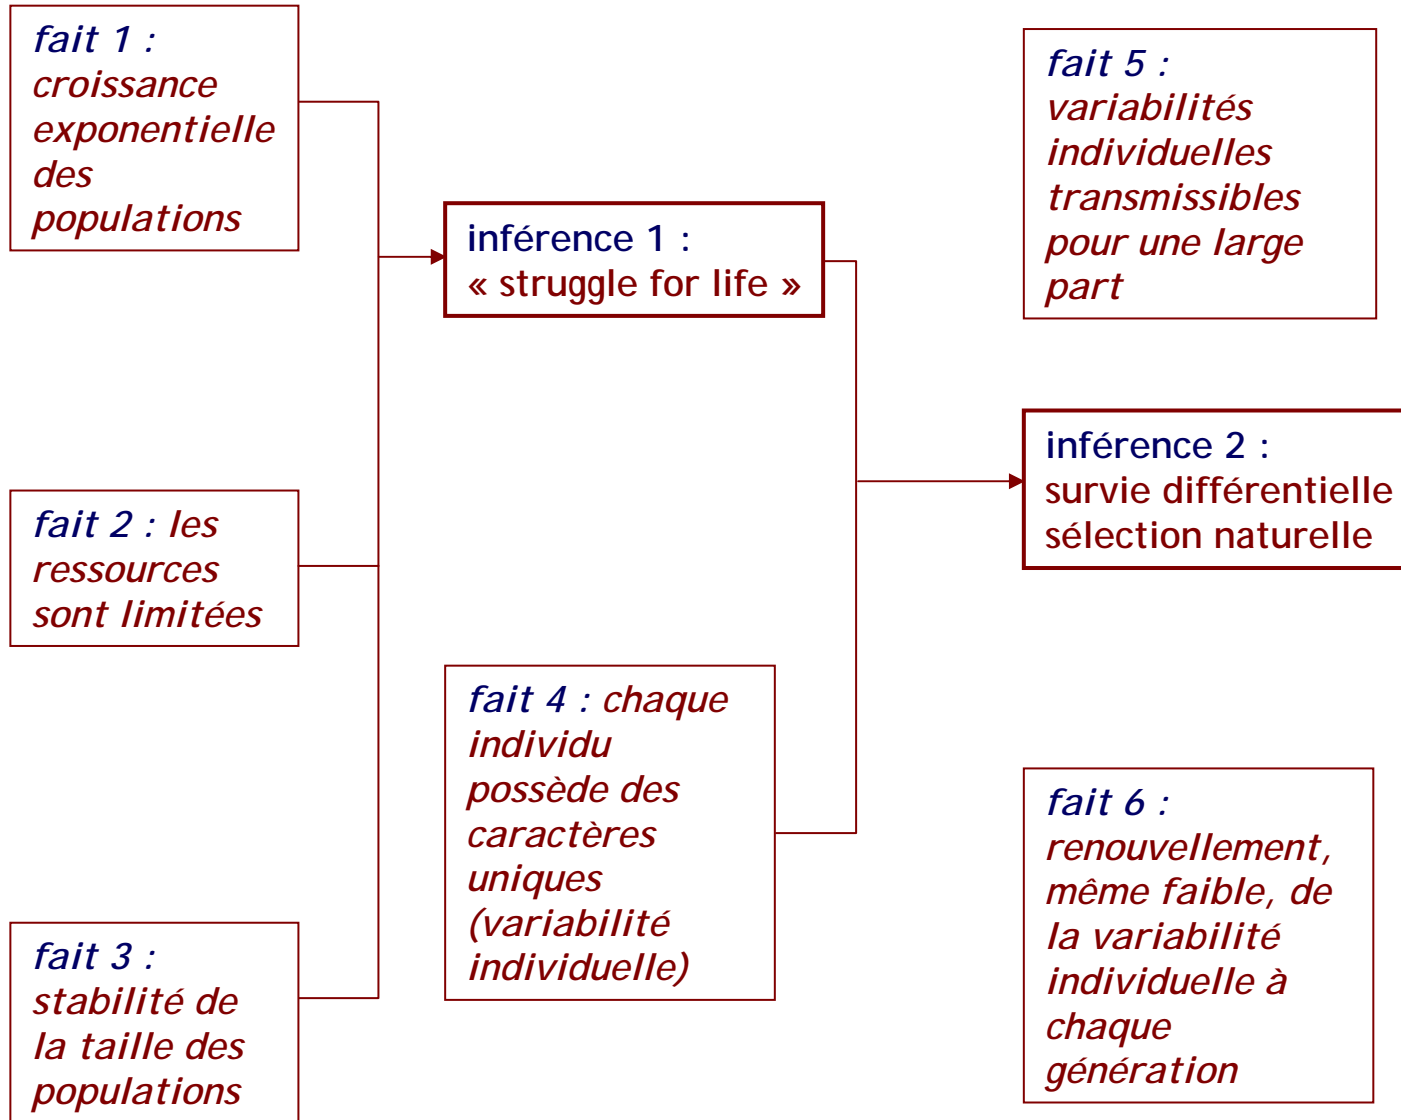 fait 1 :
croissance
exponentielle
des
populations
fait 2 : les
ressources
sont limitées
fait 3 :
stabilité de
la taille des
populations
inférence 1 :
« struggle for life »
fait 4 : chaque
individu
possède des
caractères
uniques
(variabilité
individuelle)
fait 5 :
variabilités
individuelles
transmissibles
pour une large
part
inférence 2 :
survie différentielle
sélection naturelle
fait 6 :
renouvellement,
même faible, de
la variabilité
individuelle à
chaque
génération